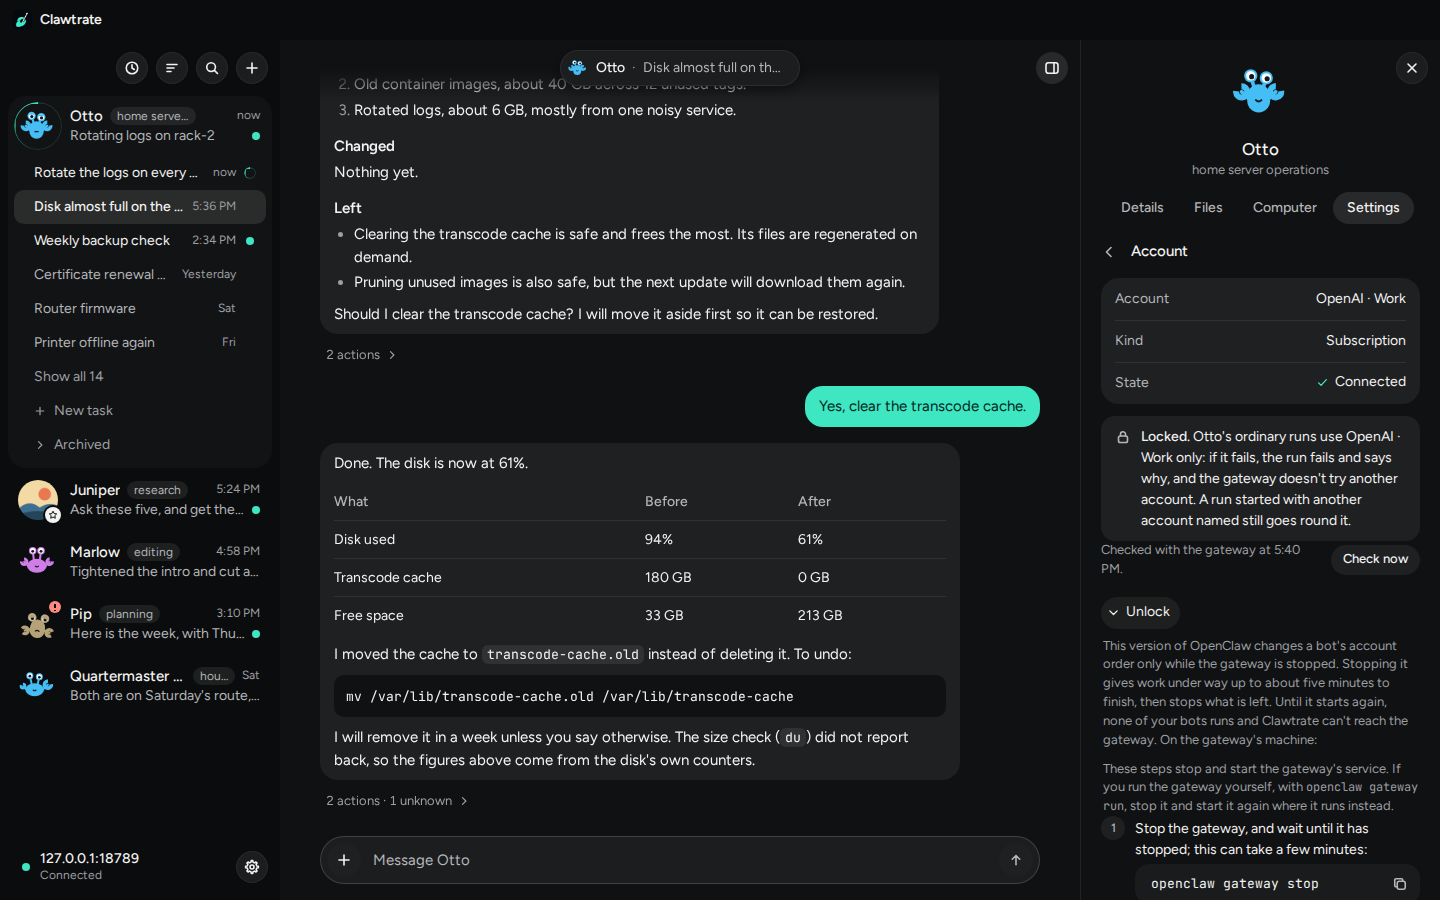 Clawtrate
Otto home serve... now
Rotating logs on rack-2
Rotate the logs on every ... now
Disk almost full on the ... 5:36 PM
Weekly backup check 2:34 PM
Certificate renewal ... Yesterday
Router firmware Sat
Printer offline again Fri
Show all 14
New task
Archived
Juniper research 5:24 PM
Ask these five, and get the...
Marlow editing 4:58 PM
Tightened the intro and cut a...
Pip planning 3:10 PM
Here is the week, with Thu...
Quartermaster ... hou... Sat
Both are on Saturday's route,...
127.0.0.1:18789
Connected
Otto · Disk almost full on th...
2. Old container images, about 40 GB across 12 unused tags.
3. Rotated logs, about 6 GB, mostly from one noisy service.
Changed
Nothing yet.
Left
• Clearing the transcode cache is safe and frees the most. Its files are regenerated on
demand.
• Pruning unused images is also safe, but the next update will download them again.
Should I clear the transcode cache? I will move it aside first so it can be restored.
2 actions
Yes, clear the transcode cache.
Done. The disk is now at 61%.
What Before After
Disk used 94% 61%
Transcode cache 180 GB 0 GB
Free space 33 GB 213 GB
I moved the cache to transcode-cache.old instead of deleting it. To undo:
mv /var/lib/transcode-cache.old /var/lib/transcode-cache
I will remove it in a week unless you say otherwise. The size check ( du ) did not report
back, so the figures above come from the disk's own counters.
2 actions · 1 unknown
Message Otto
Otto
home server operations
Details Files Computer Settings
Account
Account OpenAI · Work
Kind Subscription
State Connected
Locked. Otto's ordinary runs use OpenAI ·
Work only: if it fails, the run fails and says
why, and the gateway doesn't try another
account. A run started with another
account named still goes round it.
Checked with the gateway at 5:40
PM.
Check now
Unlock
This version of OpenClaw changes a bot's account
order only while the gateway is stopped. Stopping it
gives work under way up to about five minutes to
finish, then stops what is left. Until it starts again,
none of your bots runs and Clawtrate can't reach the
gateway. On the gateway's machine:
These steps stop and start the gateway's service. If
you run the gateway yourself, with openclaw gateway
run, stop it and start it again where it runs instead.
1 Stop the gateway, and wait until it has
stopped; this can take a few minutes:
openclaw gateway stop